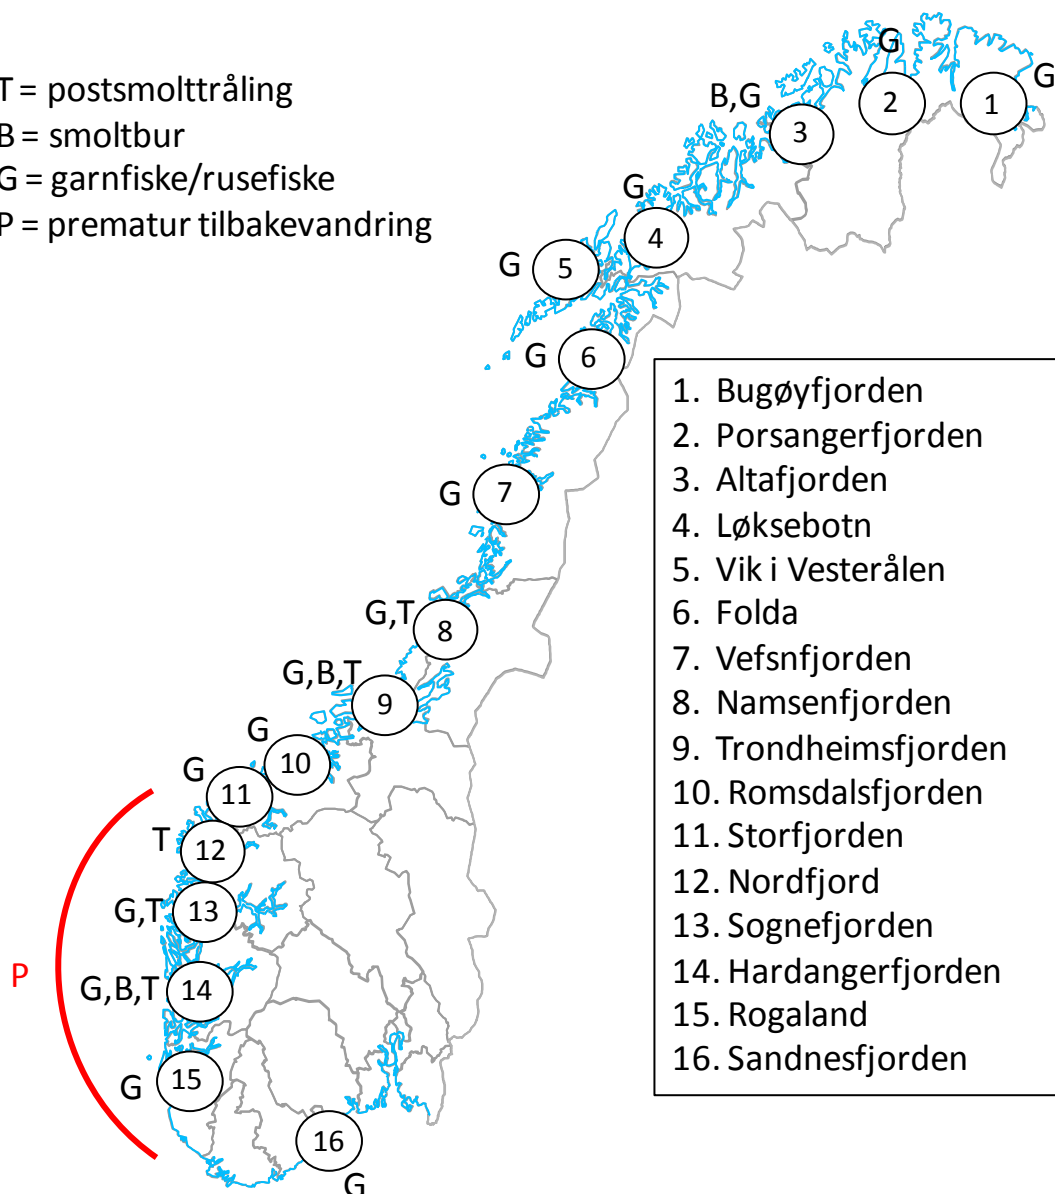 T = postsmolttråling
B = smoltbur
G = garnfiske/rusefiske
P = prematur tilbakevandring
G
G
B,G
2
1
3
G
4
G
5
G
6
G
7
G,T
8
G,B,T
9
G
10
G
11
T
12
G,T
13
P
G,B,T
14
G
15
16
G
1. Bugøyfjorden
2. Porsangerfjorden
3. Altafjorden
4. Løksebotn
5. Vik i Vesterålen
6. Folda
7. Vefsnfjorden
8. Namsenfjorden
9. Trondheimsfjorden
10. Romsdalsfjorden
11. Storfjorden
12. Nordfjord
13. Sognefjorden
14. Hardangerfjorden
15. Rogaland
16. Sandnesfjorden